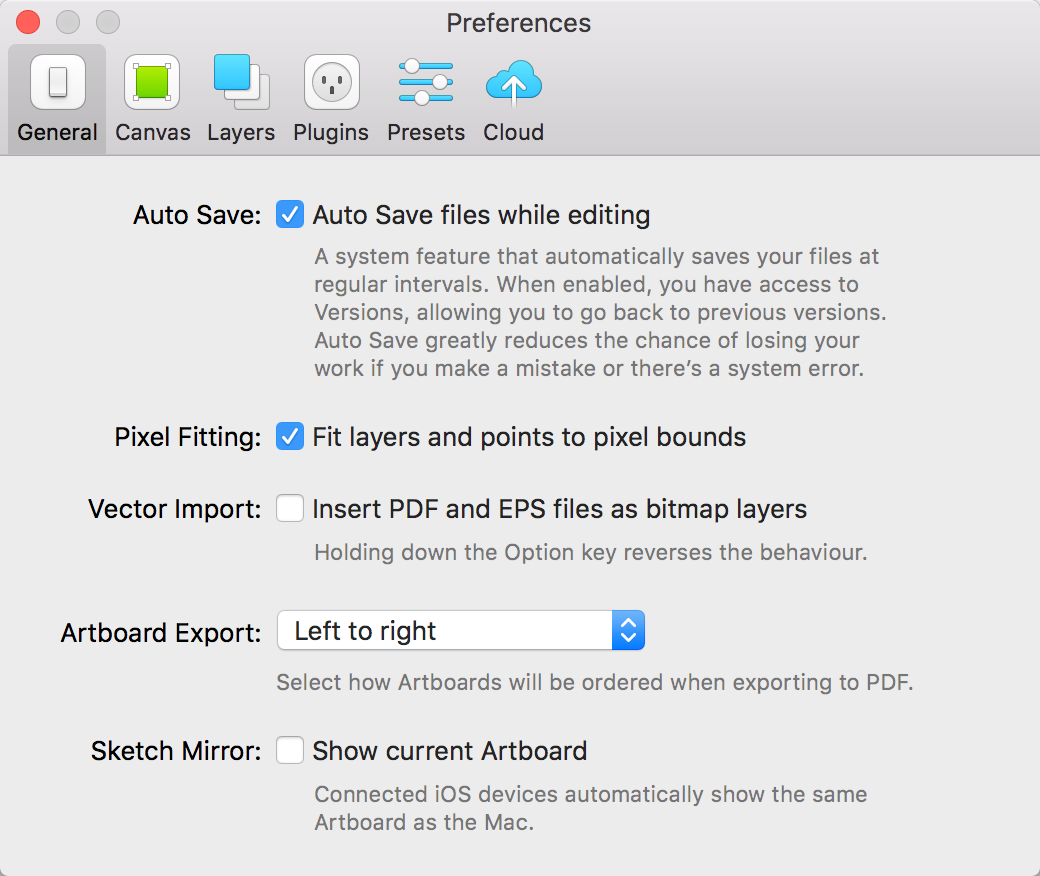 Preferences
General Canvas Layers Plugins Presets Cloud
Auto Save: Auto Save files while editing
A system feature that automatically saves your files at
regular intervals. When enabled, you have access to
Versions, allowing you to go back to previous versions.
Auto Save greatly reduces the chance of losing your
work if you make a mistake or there’s a system error.
Pixel Fitting: Fit layers and points to pixel bounds
Vector Import: Insert PDF and EPS files as bitmap layers
Holding down the Option key reverses the behaviour.
Artboard Export: Left to right
Select how Artboards will be ordered when exporting to PDF.
Sketch Mirror: Show current Artboard
Connected iOS devices automatically show the same
Artboard as the Mac.